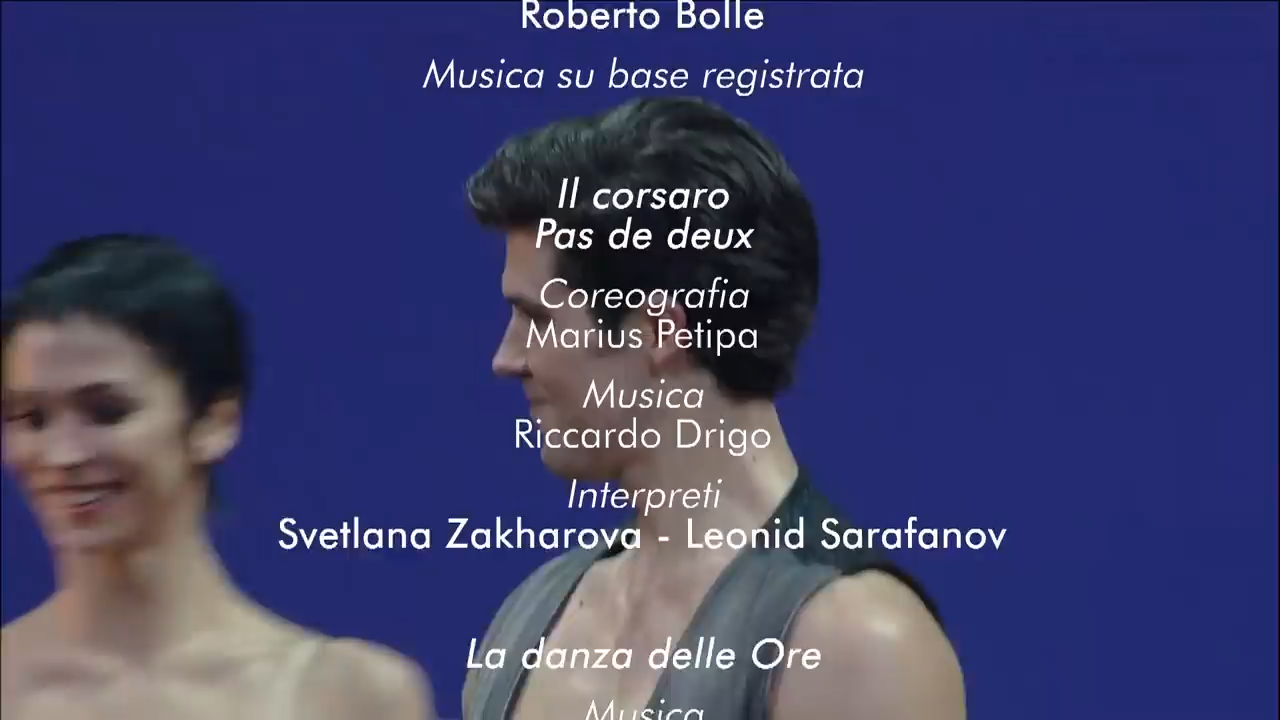 Roberto Bolle
Musica su base registrata
Il corsaro
Pas de deux
Coreografia
Marius Petipa
Musica
Riccardo Drigo
Interpreti
Svetlana Zakharova - Leonid Sarafanov
La danza delle Ore
Musica